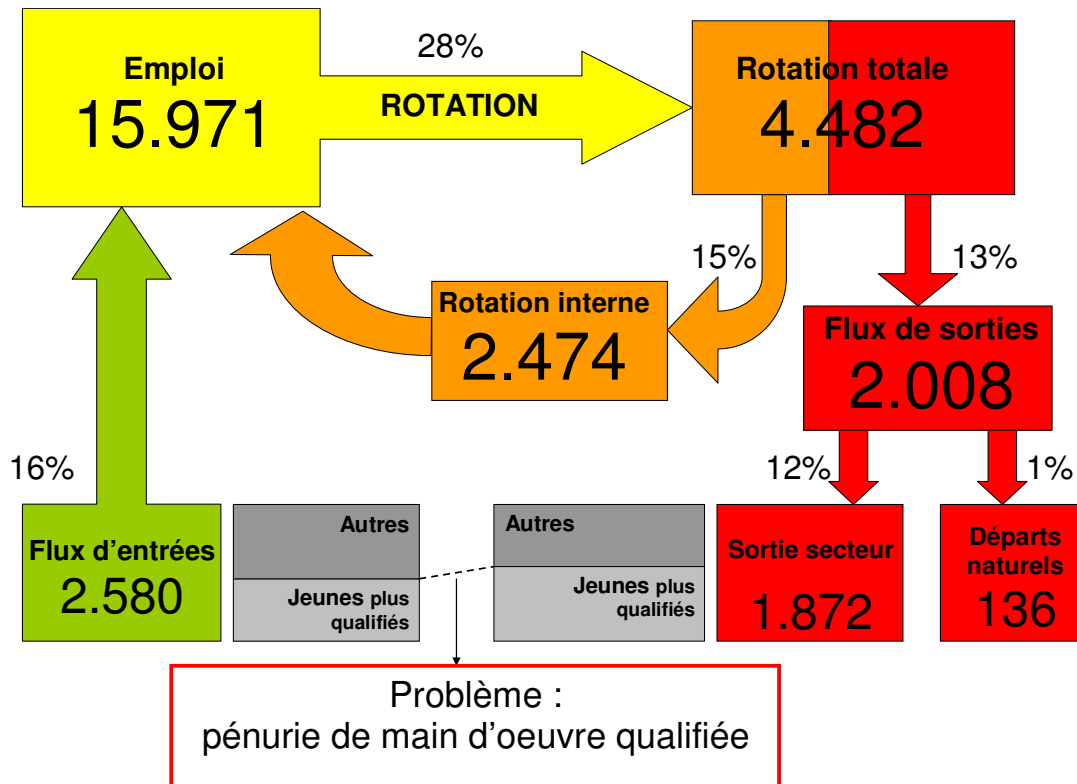 Emploi
15.971
28%
ROTATION
Rotation totale
4.482
15%
13%
Rotation interne
2.474
Flux de sorties
2.008
16%
12%
1%
Flux d'entrées
2.580
Autres
Jeunes plus
qualifiés
Autres
Jeunes plus
qualifiés
Sortie secteur
1.872
Départs
naturels
136
Problème :
pénurie de main d'oeuvre qualifiée